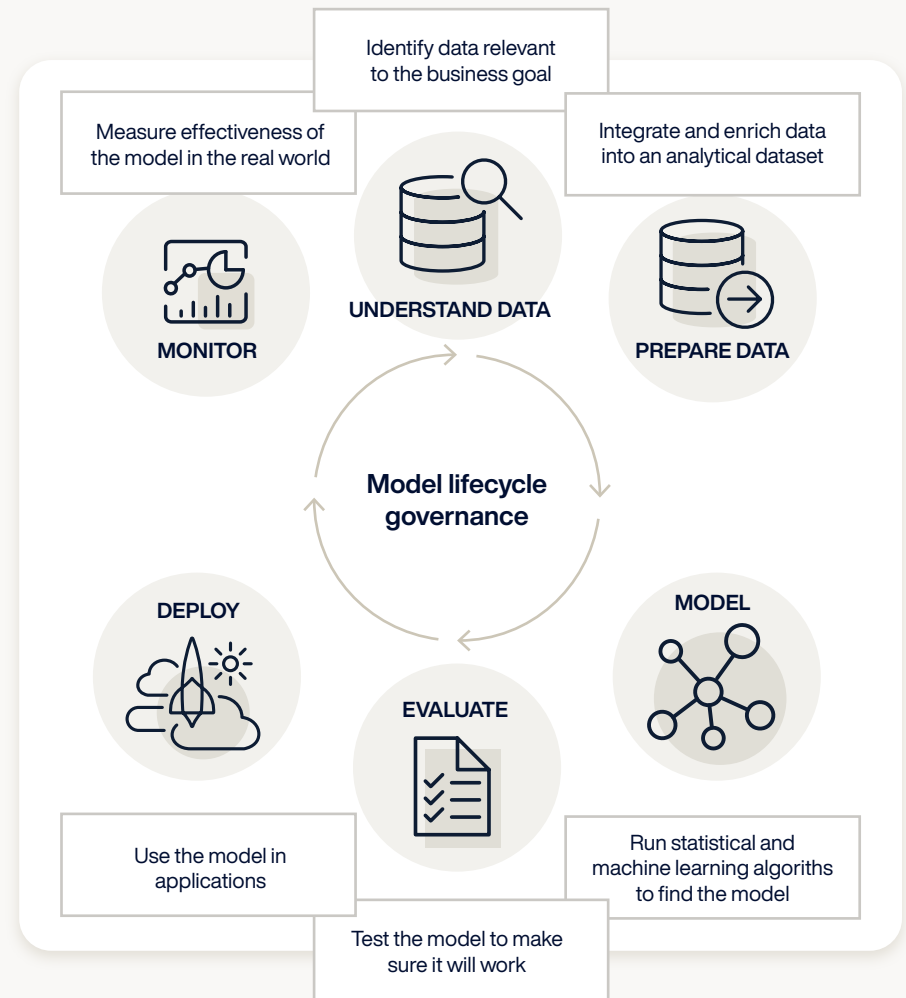 Identify data relevant
to the business goal
Measure effectiveness of
the model in the real world
Integrate and enrich data
into an analytical dataset
UNDERSTAND DATA
MONITOR
PREPARE DATA
Model lifecycle
governance
DEPLOY
MODEL
EVALUATE
Use the model in
applications
Run statistical and
machine learning algoriths
to find the model
Test the model to make
sure it will work